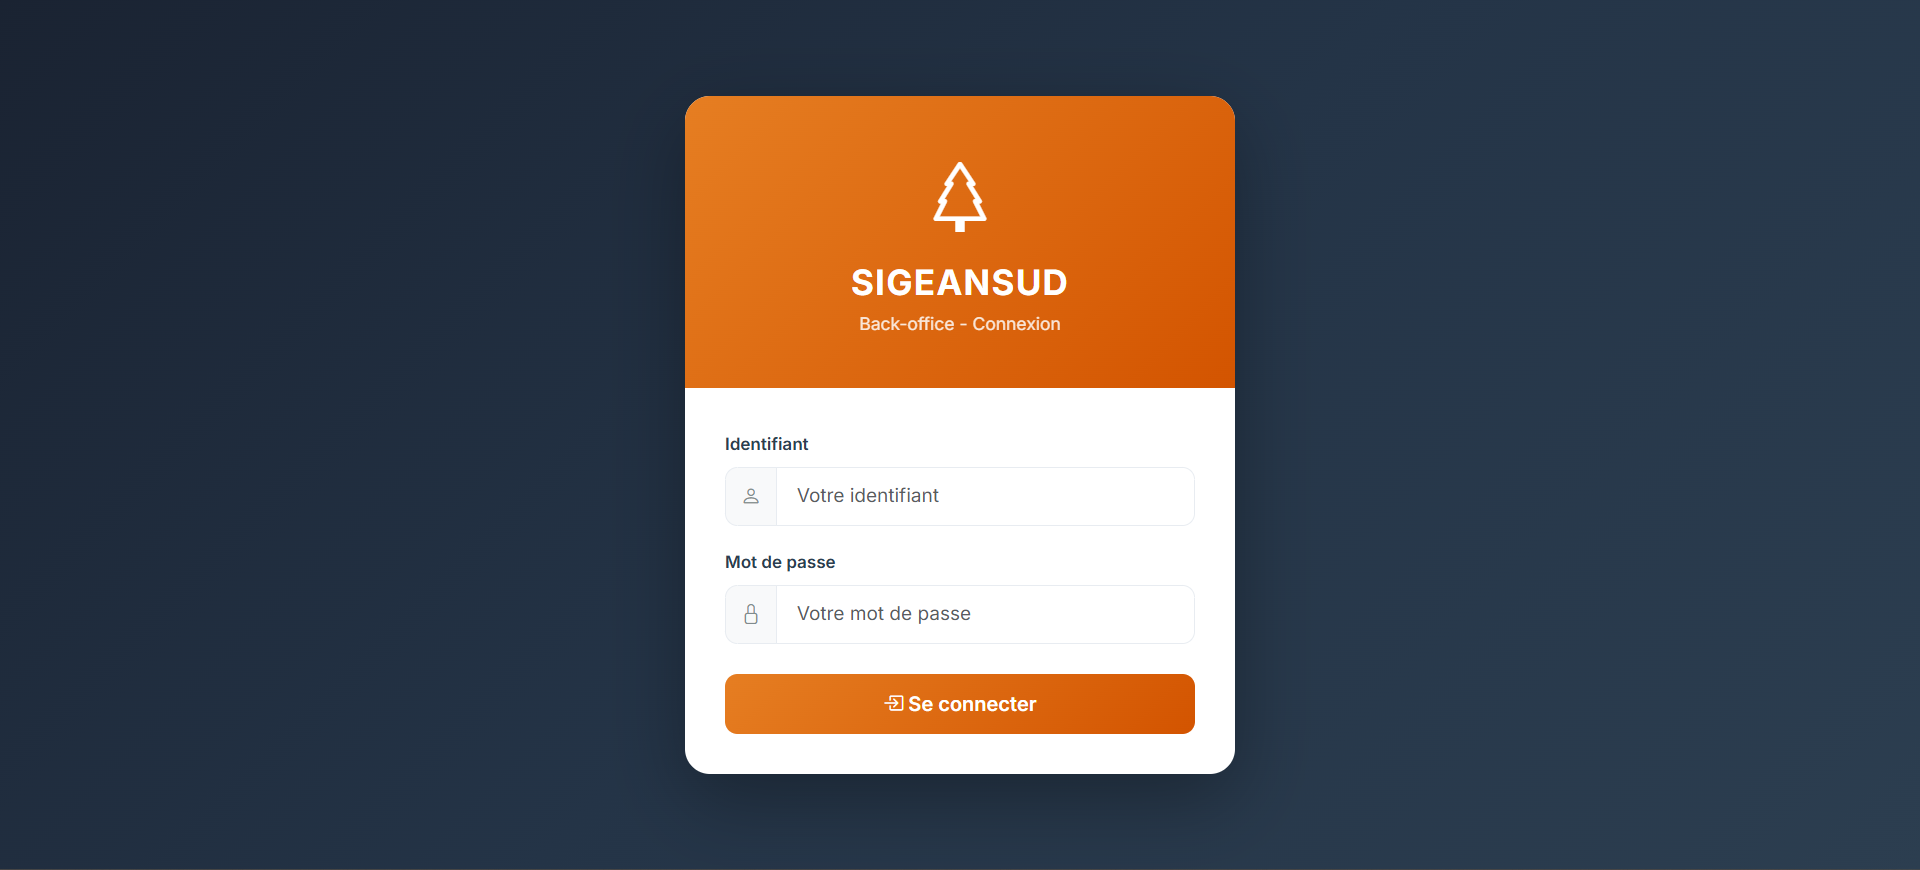 SIGEANSUD
Back-office - Connexion
Identifiant
Votre identifiant
Mot de passe
Votre mot de passe
Se connecter